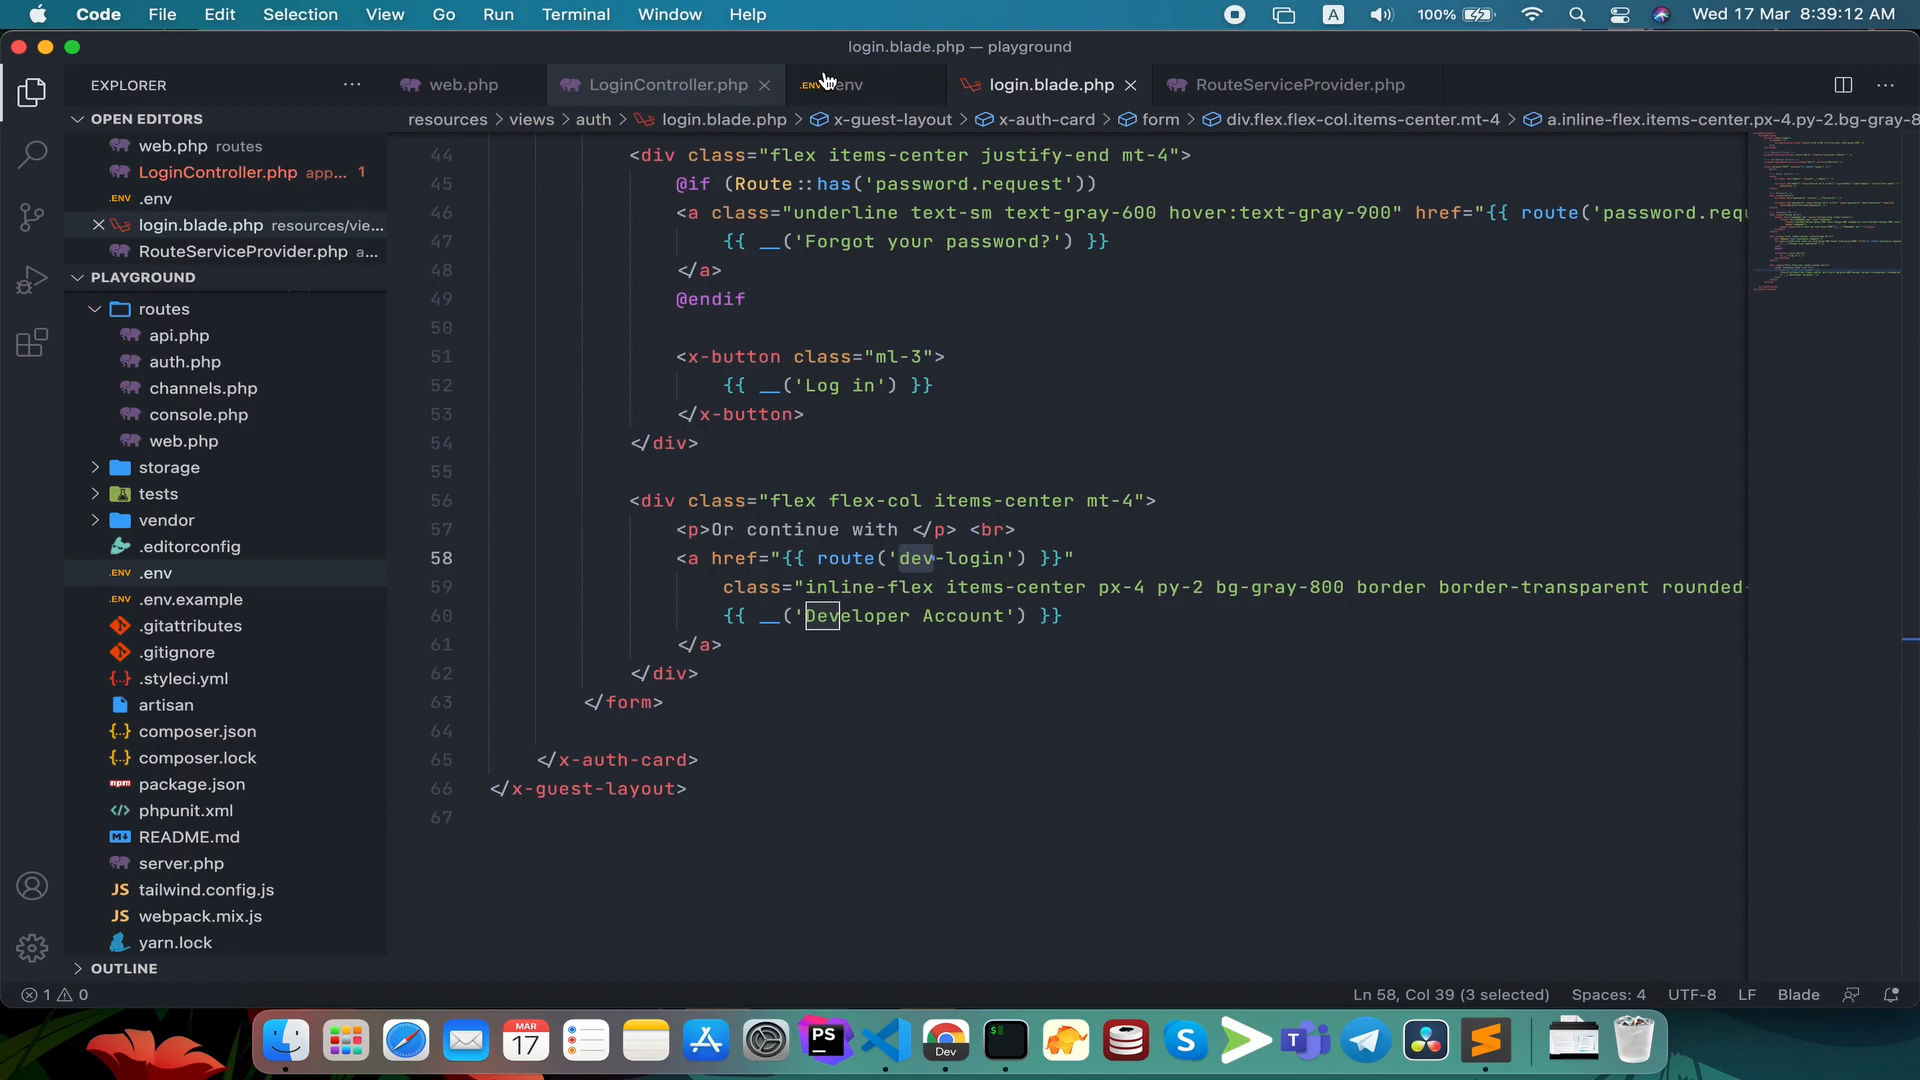 Code File Edit Selection View Go Run Terminal Window Help A 100% Wed 17 Mar 8:39:12 AM
login.blade.php — playground
EXPLORER ··· web.php LoginController.php .ENV env login.blade.php RouteServiceProvider.php ···
OPEN EDITORS resources > views > auth > login.blade.php > x-guest-layout > x-auth-card > form > div.flex.flex-col.items-center.mt-4 > a.inline-flex.items-center.px-4.py-2.bg-gray-8
web.php routes
LoginController.php app... 1
.ENV .env
login.blade.php resources/vie...
RouteServiceProvider.php a...
PLAYGROUND
routes
api.php
auth.php
channels.php
console.php
web.php
storage
tests
vendor
.editorconfig
.ENV .env
.ENV .env.example
.gitattributes
.gitignore
{..} .styleci.yml
artisan
{..} composer.json
{..} composer.lock
npm package.json
</> phpunit.xml
M README.md
server.php
JS tailwind.config.js
JS webpack.mix.js
yarn.lock
OUTLINE
44 <div class="flex items-center justify-end mt-4">
45 @if (Route::has('password.request'))
46 <a class="underline text-sm text-gray-600 hover:text-gray-900" href="{{ route('password.requ
47 {{ __('Forgot your password?') }}
48 </a>
49 @endif
50
51 <x-button class="ml-3">
52 {{ __('Log in') }}
53 </x-button>
54 </div>
55
56 <div class="flex flex-col items-center mt-4">
57 <p>Or continue with </p> <br>
58 <a href="{{ route('dev-login') }}"
59 class="inline-flex items-center px-4 py-2 bg-gray-800 border border-transparent rounded-
60 {{ __('Developer Account') }}
61 </a>
62 </div>
63 </form>
64
65 </x-auth-card>
66 </x-guest-layout>
67
1 0 Ln 58, Col 39 (3 selected) Spaces: 4 UTF-8 LF Blade
MAR 17 PS Dev $ S